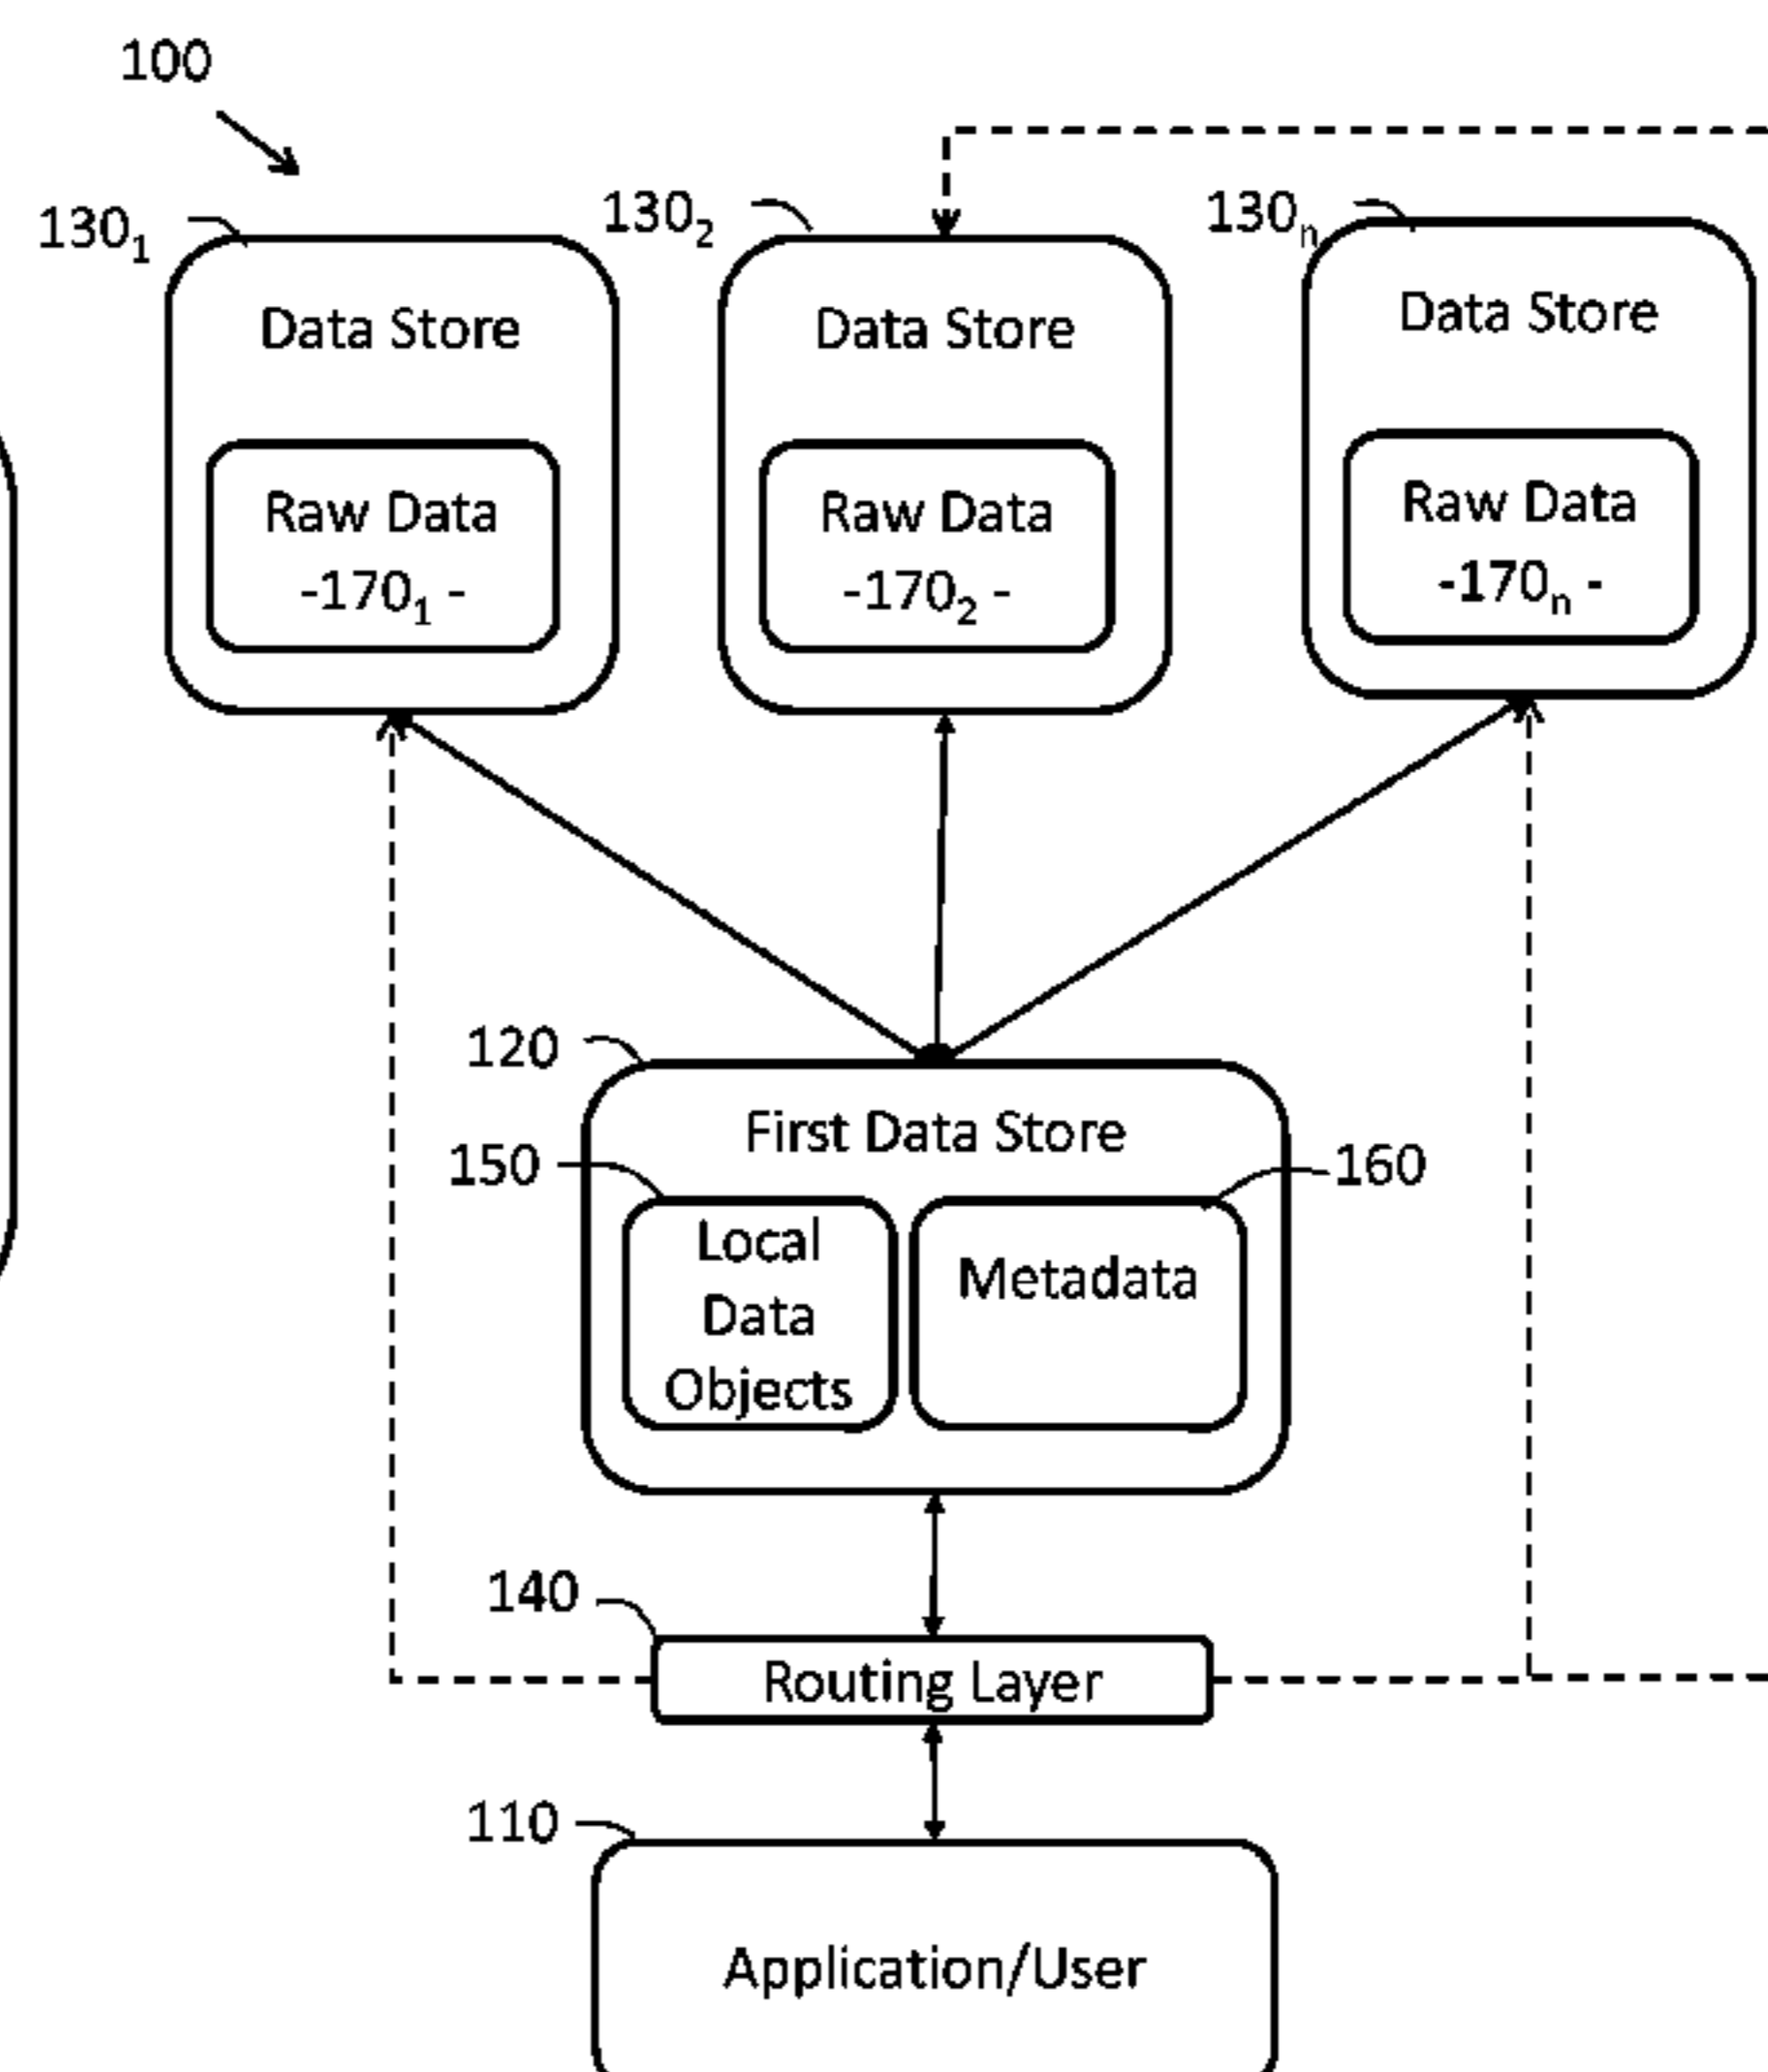 100
130₁
130₂
130ₙ
Data Store
Data Store
Data Store
Raw Data
-170₁ -
Raw Data
-170₂ -
Raw Data
-170ₙ -
120
First Data Store
150
160
Local
Data
Objects
Metadata
140
Routing Layer
110
Application/User